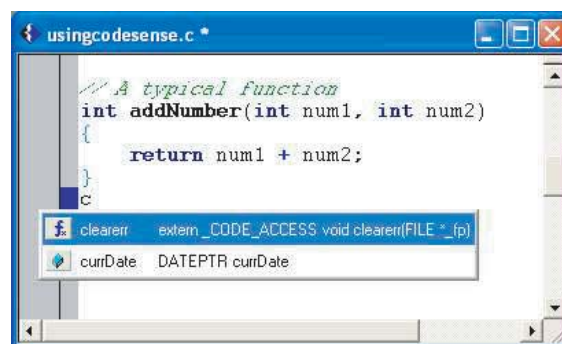 usingcodesense.c *
// A typical function
int addNumber(int num1, int num2)
{
return num1 + num2;
}
c
fx clearerr extern _CODE_ACCESS void clearerr(FILE *_fp)
currDate DATEPTR currDate